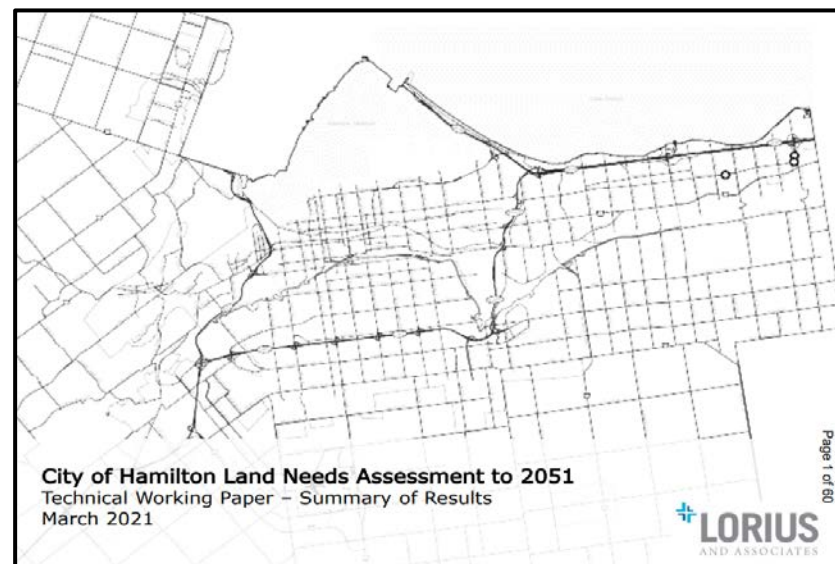 City of Hamilton Land Needs Assessment to 2051
Technical Working Paper – Summary of Results
March 2021
Page 1 of 60
LORIUS
AND ASSOCIATES